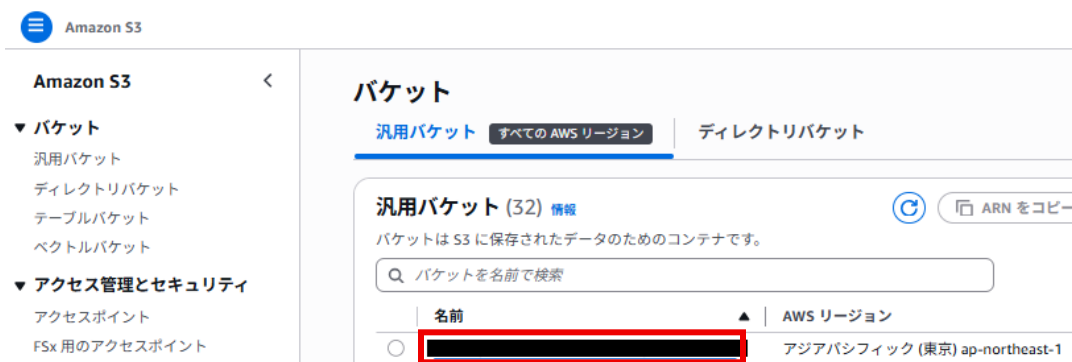 Amazon S3
Amazon S3
バケット
汎用バケット
ディレクトリバケット
テーブルバケット
ベクトルバケット
アクセス管理とセキュリティ
アクセスポイント
FSx 用のアクセスポイント
バケット
汎用バケット すべての AWS リージョン ディレクトリバケット
汎用バケット (32) 情報
ARN をコピー
バケットは S3 に保存されたデータのためのコンテナです。
バケットを名前で検索
名前 AWS リージョン
アジアパシフィック (東京) ap-northeast-1